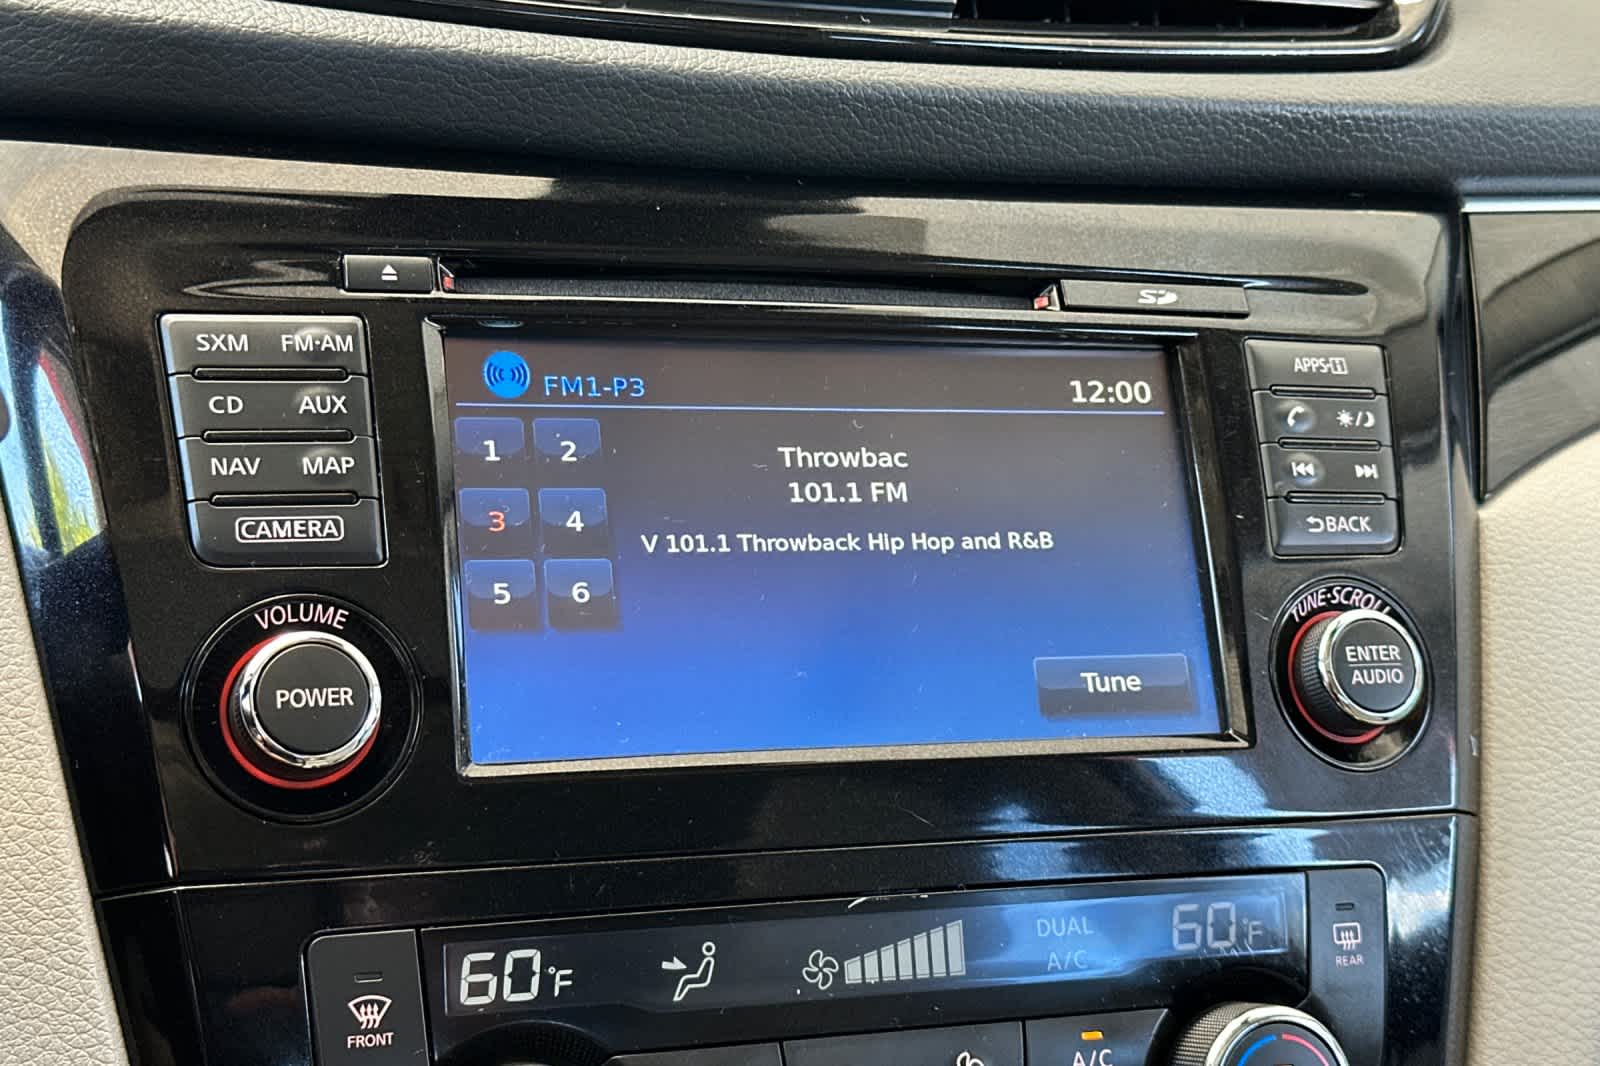 SD
SXM FM·AM
CD AUX
NAV MAP
CAMERA
VOLUME
POWER
FM1-P3 12:00
1 2
3 4
5 6
Throwbac
101.1 FM
V 101.1 Throwback Hip Hop and R&B
Tune
APPS·i
BACK
TUNE·SCROLL
ENTER
AUDIO
FRONT
60°F
DUAL
A/C
60°F
REAR
A/C